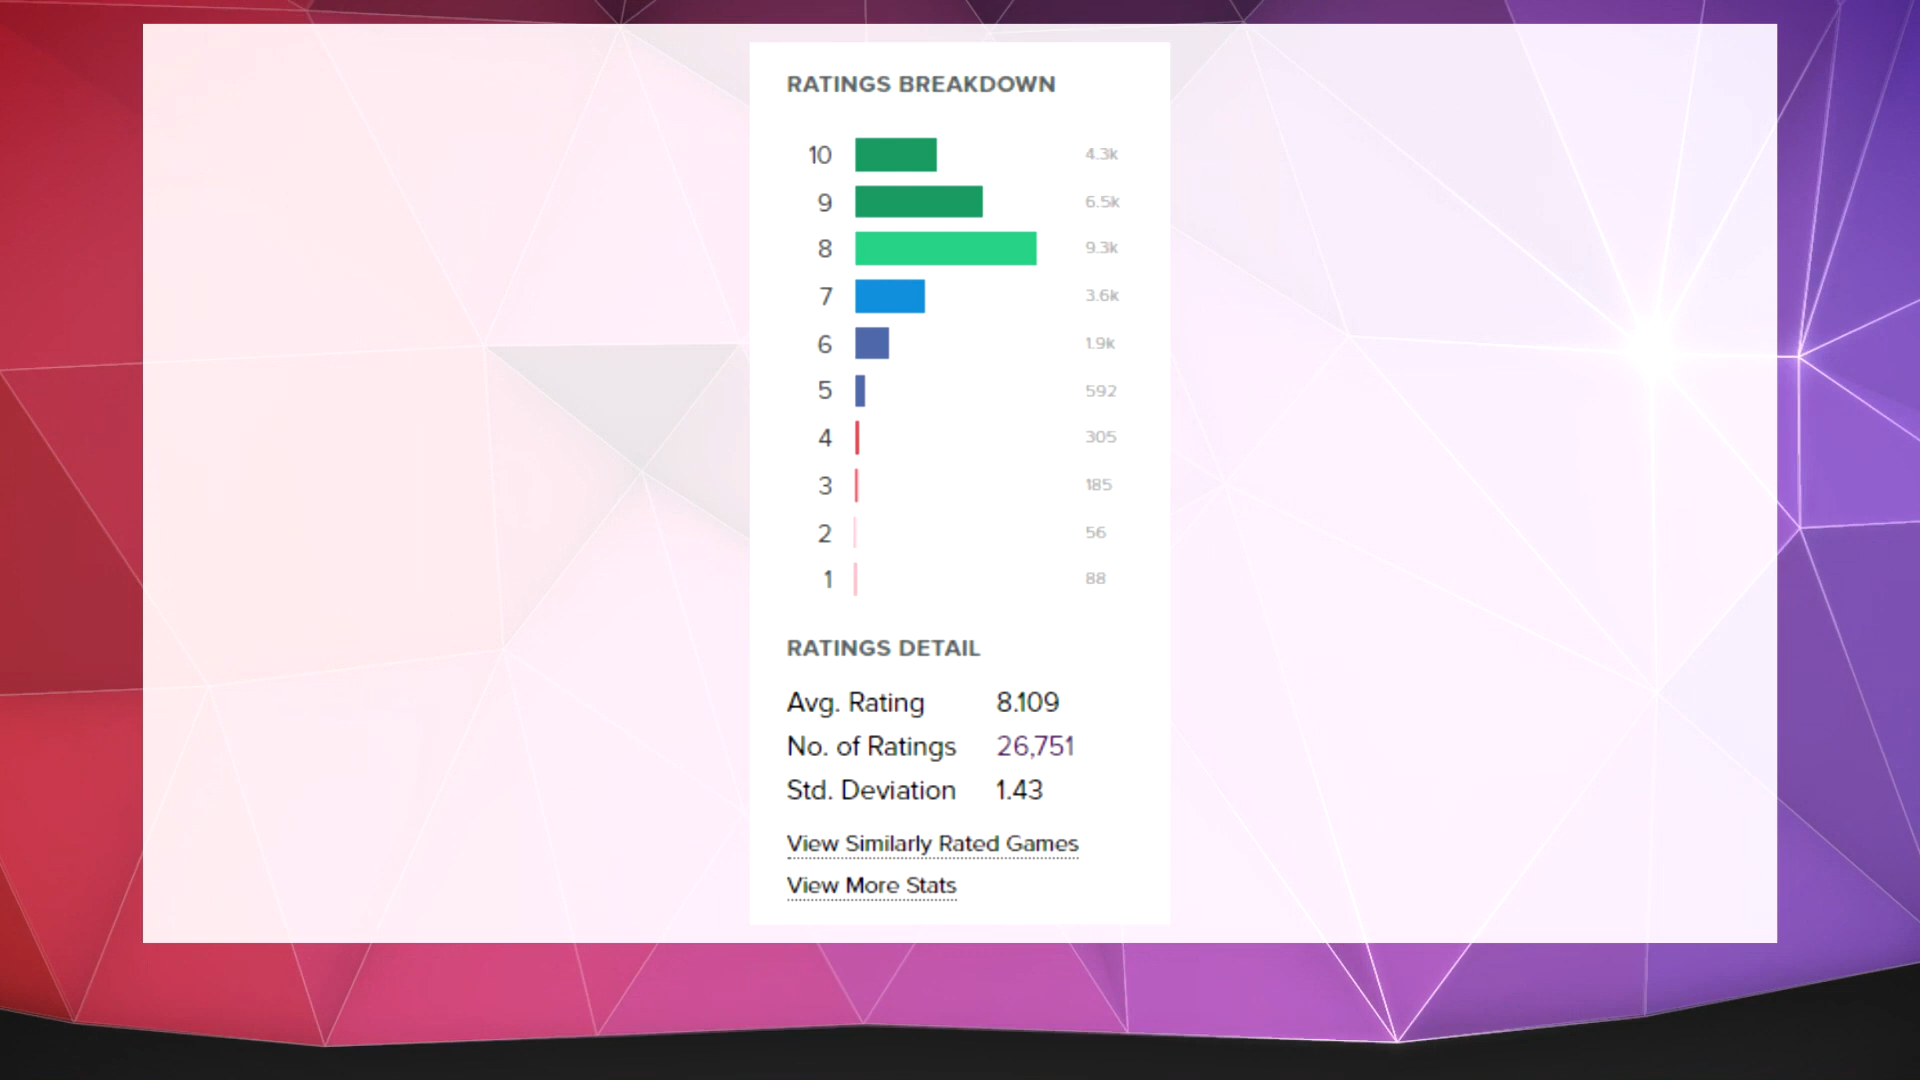 RATINGS BREAKDOWN
10 4.3k
9 6.5k
8 9.3k
7 3.6k
6 1.9k
5 592
4 305
3 185
2 56
1 88
RATINGS DETAIL
Avg. Rating 8.109
No. of Ratings 26,751
Std. Deviation 1.43
View Similarly Rated Games
View More Stats